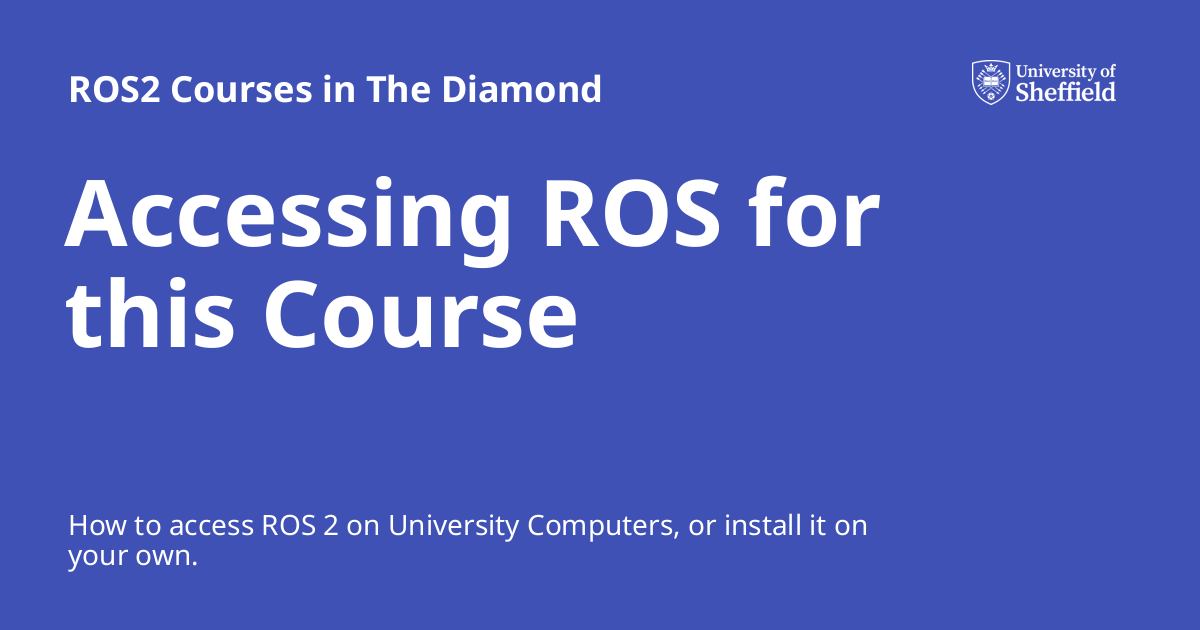 ROS2 Courses in The Diamond
University of
Sheffield
Accessing ROS for
this Course
How to access ROS 2 on University Computers, or install it on
your own.